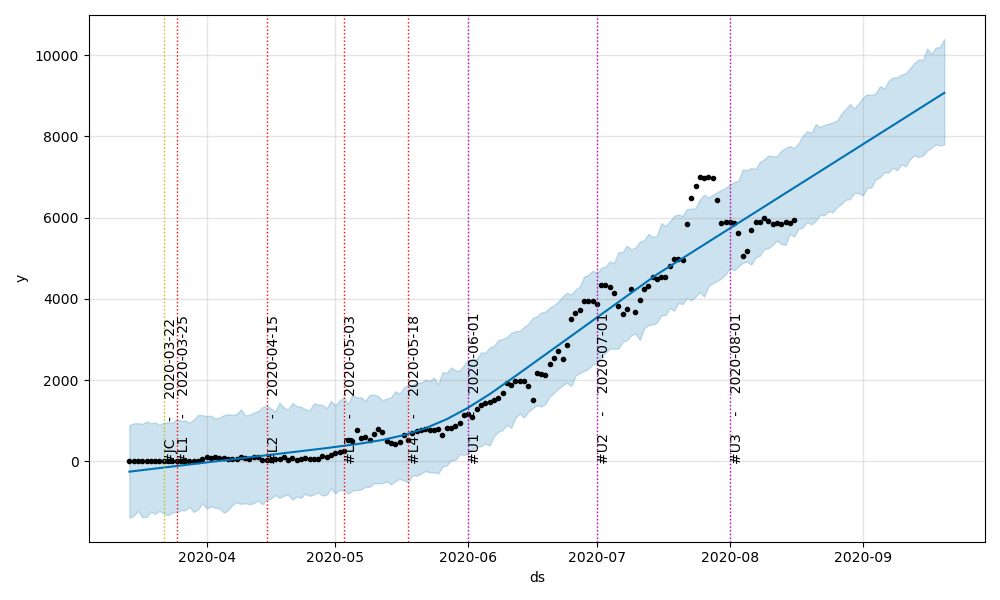 10000
8000
6000
4000
2000
0
y
#JC - 2020-03-22
#L1 - 2020-03-25
#L2 - 2020-04-15
#L3 - 2020-05-03
#L4 - 2020-05-18
#U1 - 2020-06-01
#U2 - 2020-07-01
#U3 - 2020-08-01
2020-04
2020-05
2020-06
2020-07
2020-08
2020-09
ds